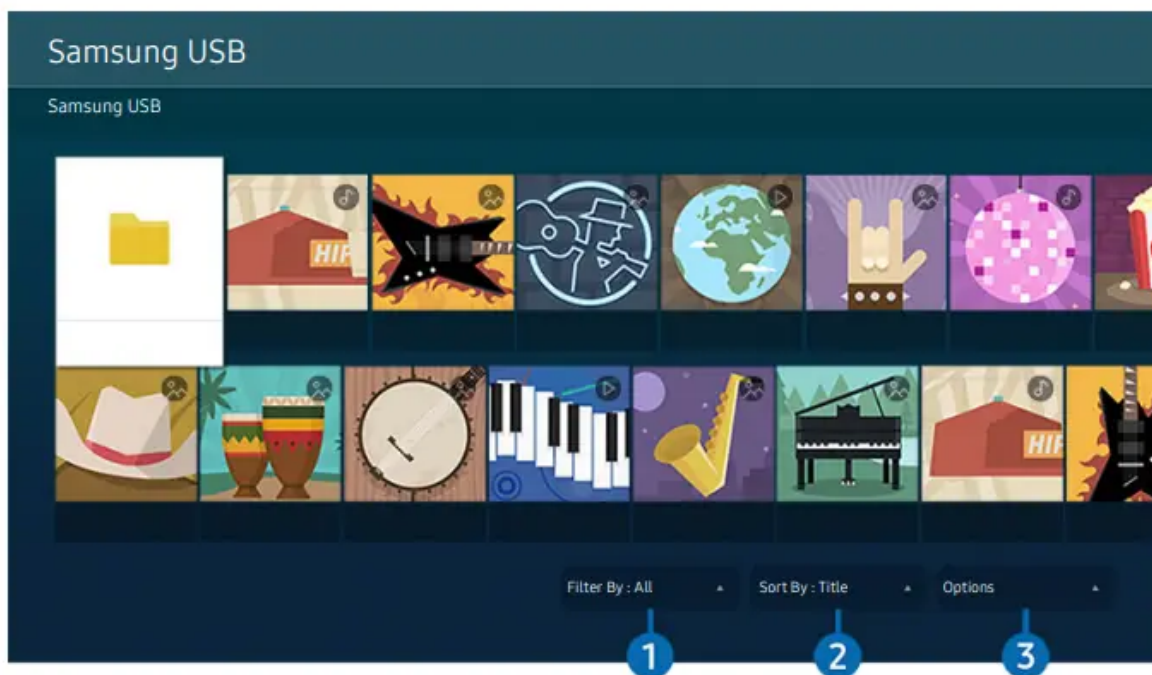 Samsung USB
Samsung USB
HIP
HIP
Filter By : All
Sort By : Title
Options
1
2
3